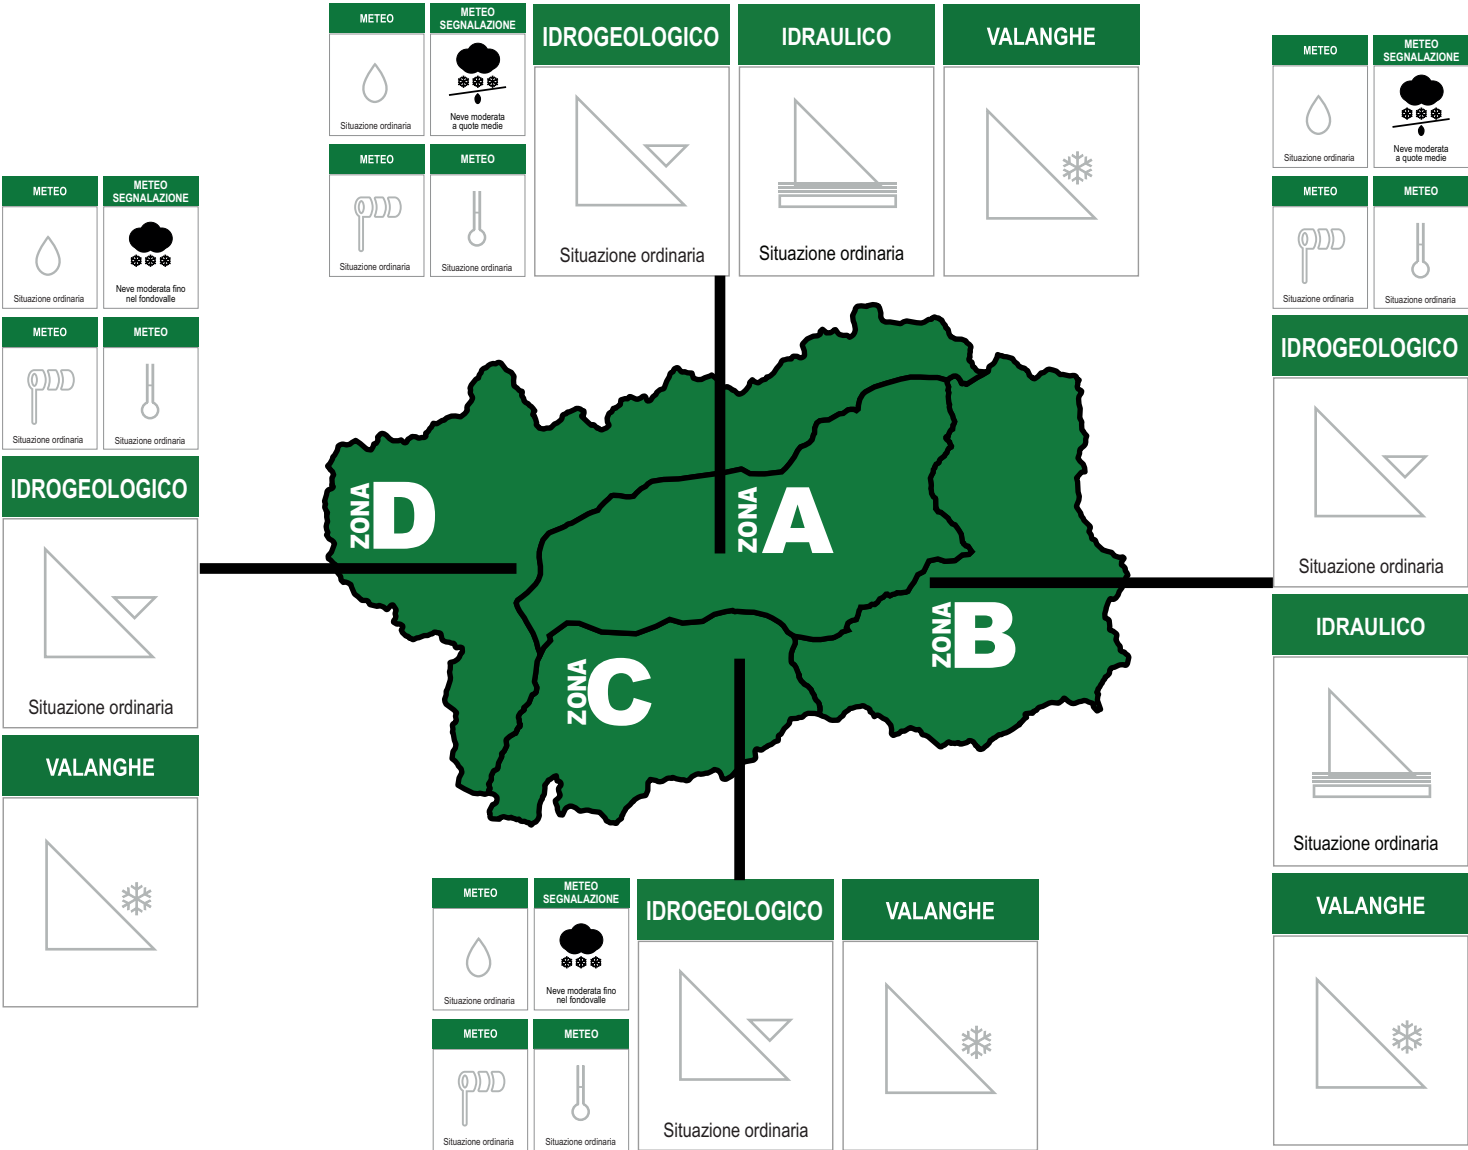 METEO
METEO
SEGNALAZIONE
Situazione ordinaria
Neve moderata
a quote medie
METEO
METEO
Situazione ordinaria
Situazione ordinaria
IDROGEOLOGICO
Situazione ordinaria
IDRAULICO
Situazione ordinaria
VALANGHE
METEO
METEO
SEGNALAZIONE
Situazione ordinaria
Neve moderata
a quote medie
METEO
METEO
Situazione ordinaria
Situazione ordinaria
IDROGEOLOGICO
Situazione ordinaria
IDRAULICO
Situazione ordinaria
VALANGHE
METEO
METEO
SEGNALAZIONE
Situazione ordinaria
Neve moderata fino
nel fondovalle
METEO
METEO
Situazione ordinaria
Situazione ordinaria
IDROGEOLOGICO
Situazione ordinaria
VALANGHE
ZONA D
ZONA A
ZONA B
ZONA C
METEO
METEO
SEGNALAZIONE
Situazione ordinaria
Neve moderata fino
nel fondovalle
METEO
METEO
Situazione ordinaria
Situazione ordinaria
IDROGEOLOGICO
Situazione ordinaria
VALANGHE